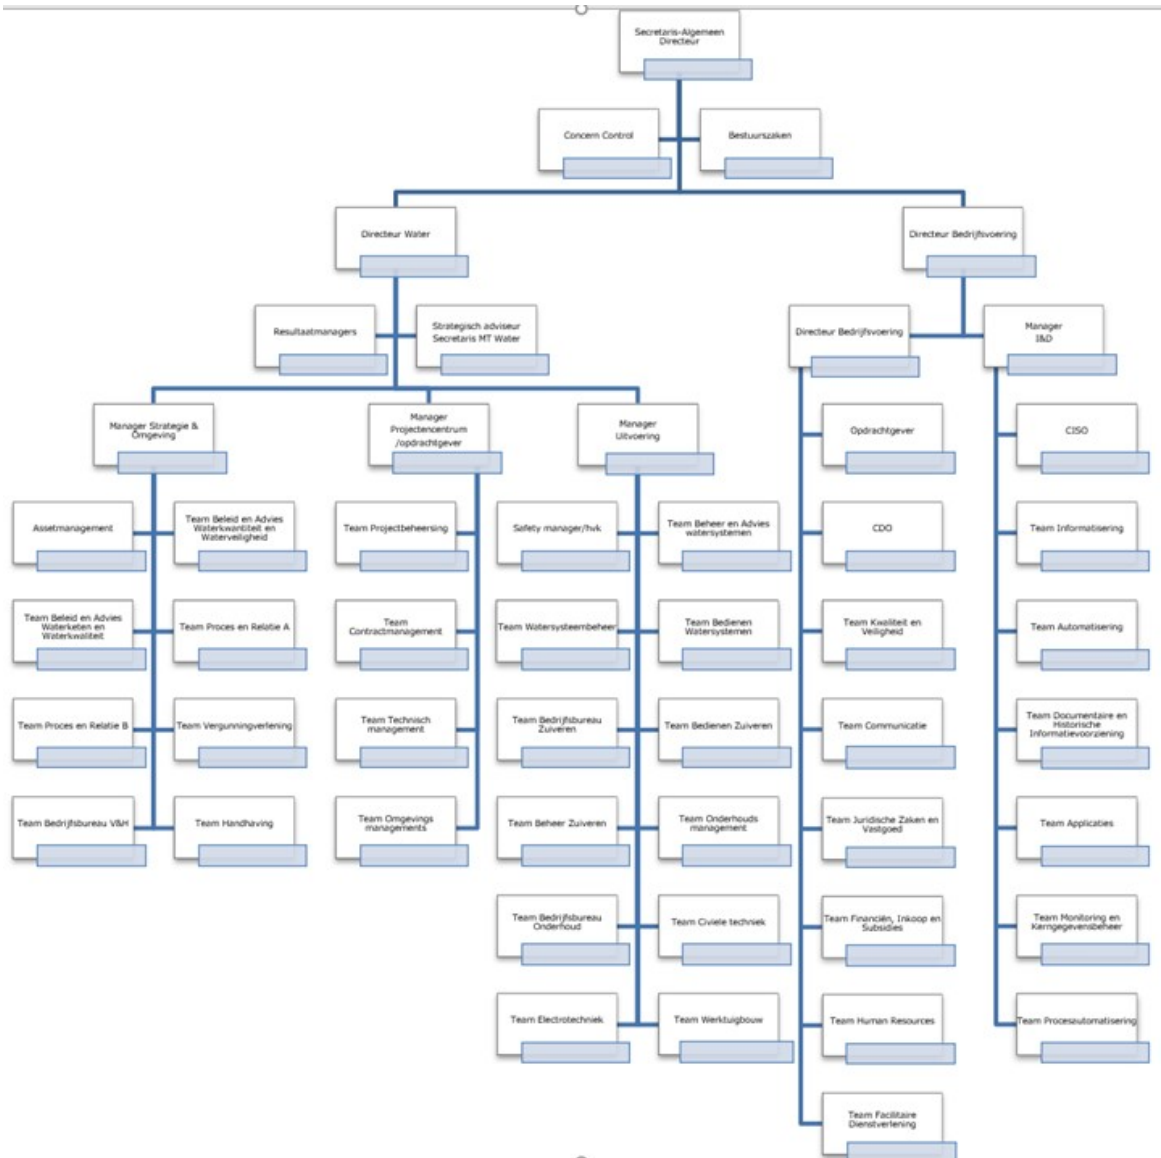 Secretaris-Algemeen
Directeur
Concern Control
Bestuurszaken
Directeur Water
Directeur Bedrijfsvoering
Resultaatmanagers
Strategisch adviseur
Secretaris MT Water
Directeur Bedrijfsvoering
Manager
I&D
Manager Strategie &
Omgeving
Manager
Projectencentrum
/opdrachtgever
Manager
Uitvoering
Opdrachtgever
CISO
Assetmanagement
Team Beleid en Advies
Waterkwantiteit en
Waterveiligheid
Team Projectbeheersing
Safety manager/hvk
Team Beheer en Advies
watersystemen
CDO
Team Informatisering
Team Beleid en Advies
Waterketen en
Waterkwaliteit
Team Proces en Relatie A
Team
Contractmanagement
Team Watersysteembeheer
Team Bedienen
Watersystemen
Team Kwaliteit en
Veiligheid
Team Automatisering
Team Proces en Relatie B
Team Vergunningverlening
Team Technisch
management
Team Bedrijfsbureau
Zuiveren
Team Bedienen Zuiveren
Team Communicatie
Team Documentaire en
Historische
Informatievoorziening
Team Bedrijfsbureau V&H
Team Handhaving
Team Omgevings
managements
Team Beheer Zuiveren
Team Onderhouds
management
Team Juridische Zaken en
Vastgoed
Team Applicaties
Team Bedrijfsbureau
Onderhoud
Team Civiele techniek
Team Financiën, Inkoop en
Subsidies
Team Monitoring en
Kerngegevensbeheer
Team Electrotechniek
Team Werktuigbouw
Team Human Resources
Team Procesautomatisering
Team Facilitaire
Dienstverlening